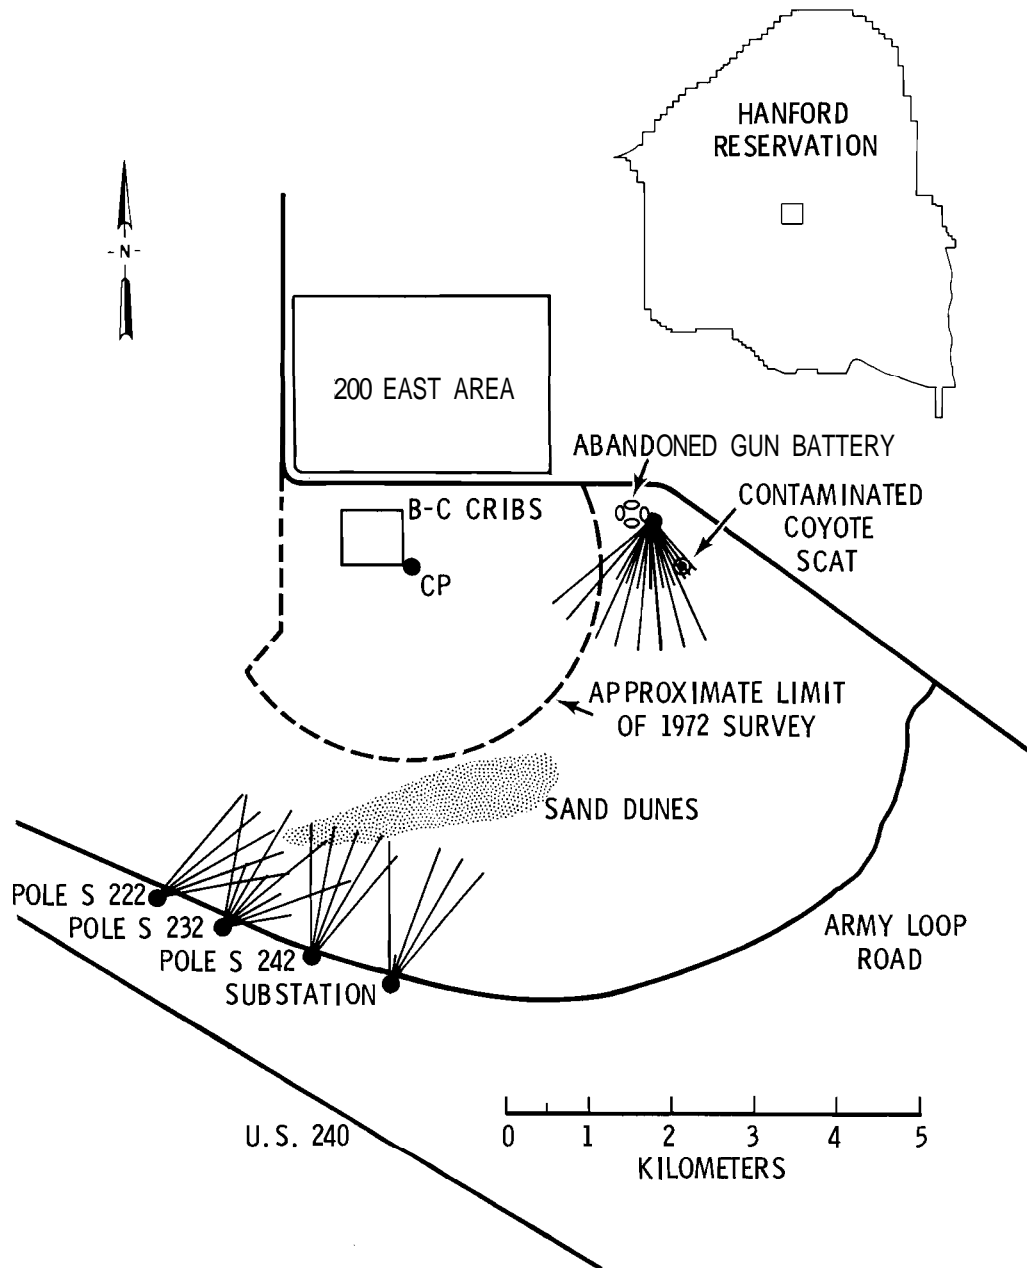 HANFORD
RESERVATION
-N-
200 EAST AREA
ABANDONED GUN BATTERY
CONTAMINATED
COYOTE
SCAT
B-C CRIBS
CP
APPROXIMATE LIMIT
OF 1972 SURVEY
SAND DUNES
POLE S 222
POLE S 232
POLE S 242
SUBSTATION
ARMY LOOP
ROAD
U.S. 240
0 1 2 3 4 5
KILOMETERS